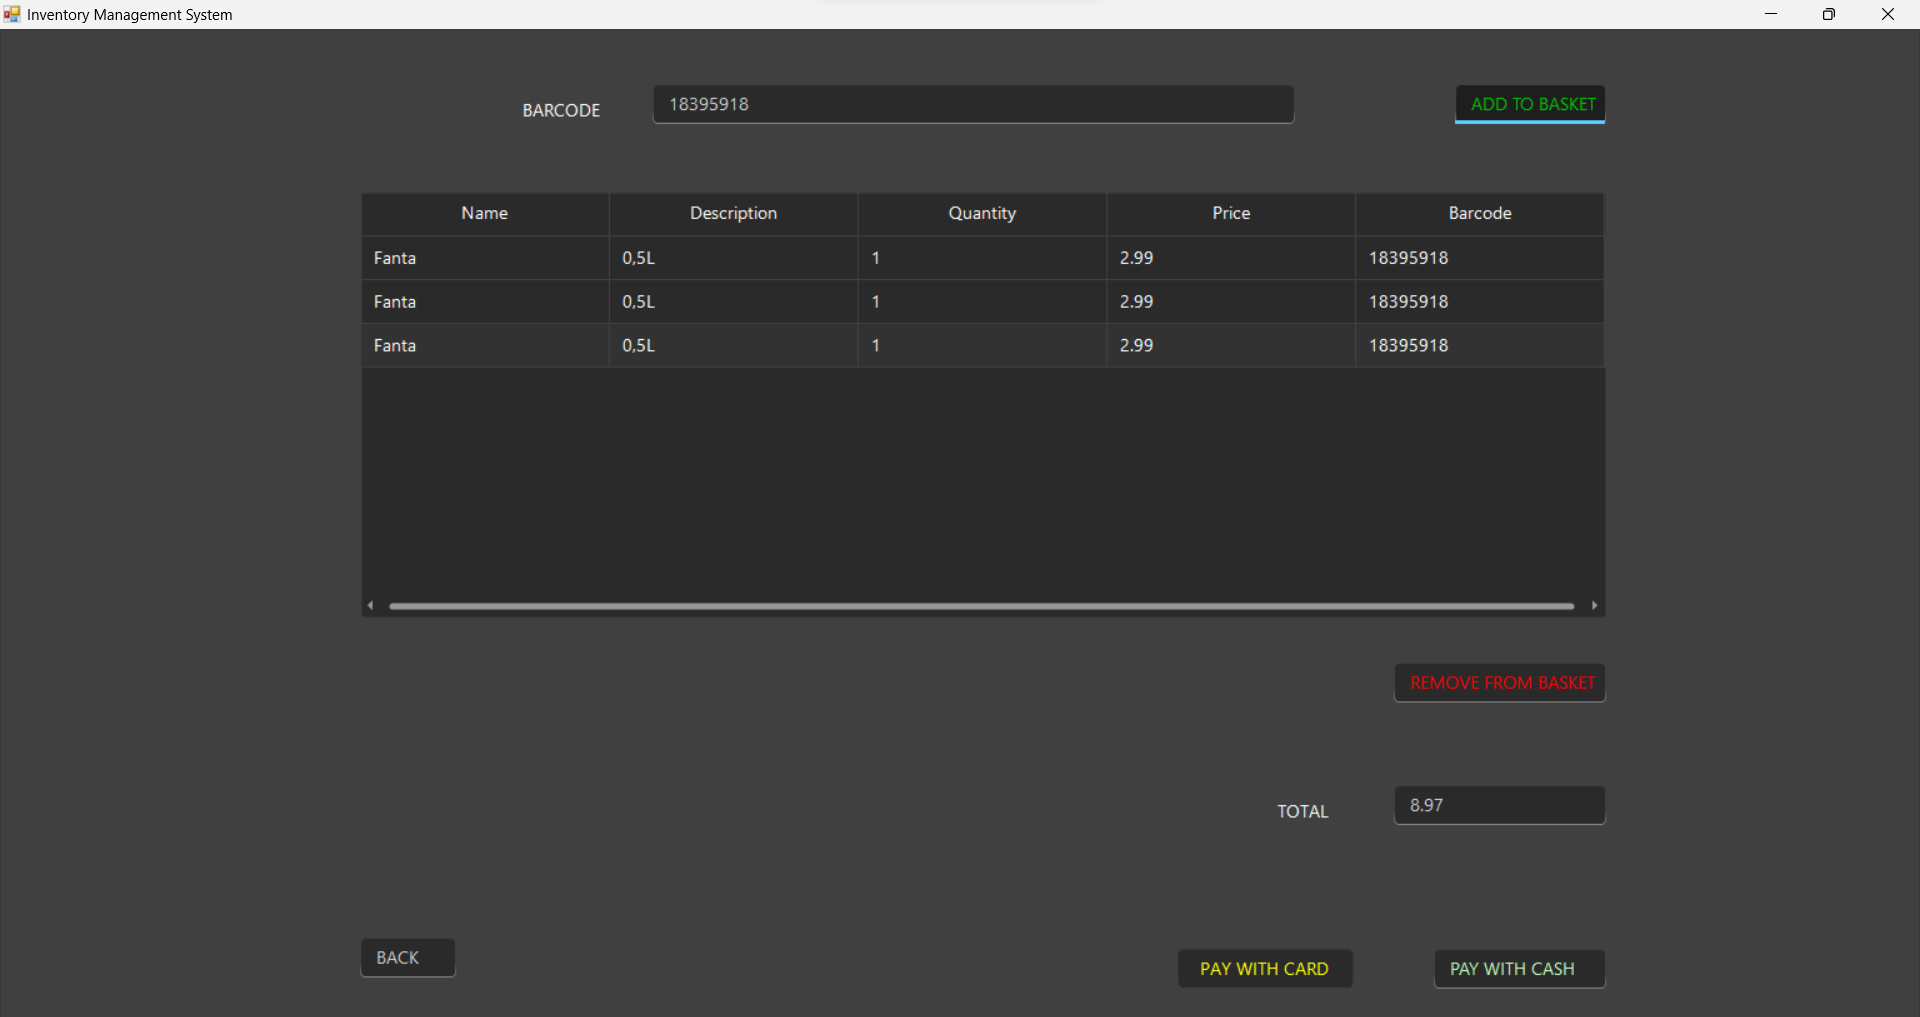 Inventory Management System
BARCODE 18395918 ADD TO BASKET
Name Description Quantity Price Barcode
Fanta 0,5L 1 2.99 18395918
Fanta 0,5L 1 2.99 18395918
Fanta 0,5L 1 2.99 18395918
REMOVE FROM BASKET
TOTAL 8.97
BACK PAY WITH CARD PAY WITH CASH